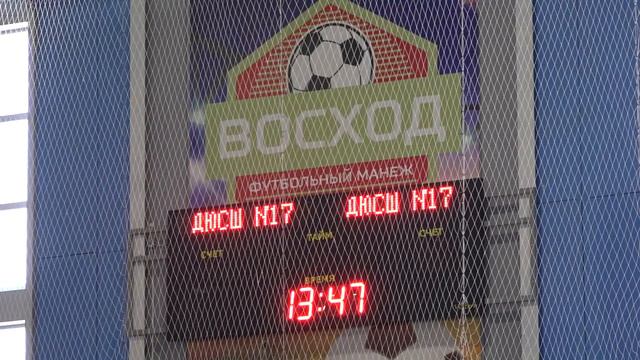 ВОСХОД
ФУТБОЛЬНЫЙ МАНЕЖ
ДЮСШ N17 ДЮСШ N17
ТАЙМ
СЧЕТ СЧЕТ
ВРЕМЯ
13:47